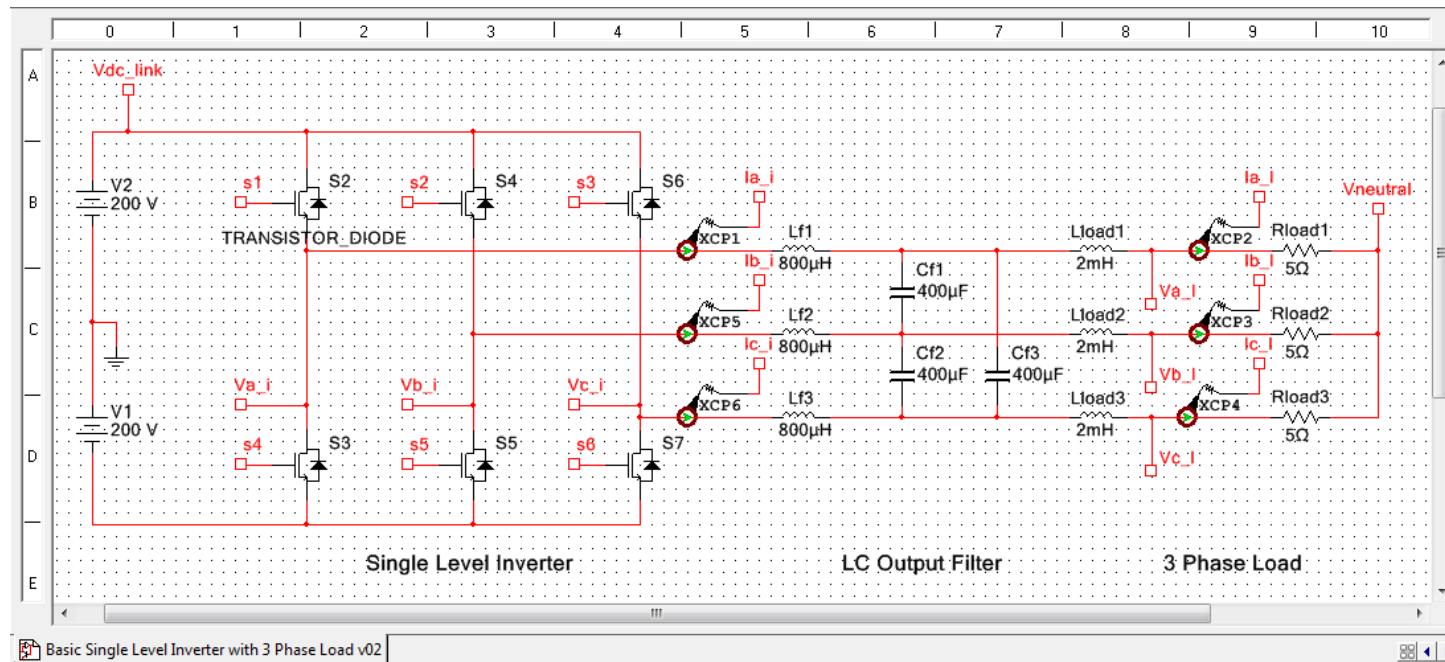 0 1 2 3 4 5 6 7 8 9 10
A
B
C
D
E
Vdc_link
V2
200 V
V1
200 V
s1
S2
TRANSISTOR_DIODE
s2
S4
s3
S6
Va_i
s4
S3
Vb_i
s5
S5
Vc_i
s6
S7
Ia_i
XCP1
Lf1
800µH
Ib_i
XCP5
Lf2
800µH
Ic_i
XCP6
Lf3
800µH
Cf1
400µF
Cf2
400µF
Cf3
400µF
Lload1
2mH
Lload2
2mH
Lload3
2mH
Va_l
Vb_l
Vc_l
Ia_l
XCP2
Rload1
5Ω
Ib_l
XCP3
Rload2
5Ω
Ic_l
XCP4
Rload3
5Ω
Vneutral
Single Level Inverter
LC Output Filter
3 Phase Load
Basic Single Level Inverter with 3 Phase Load v02